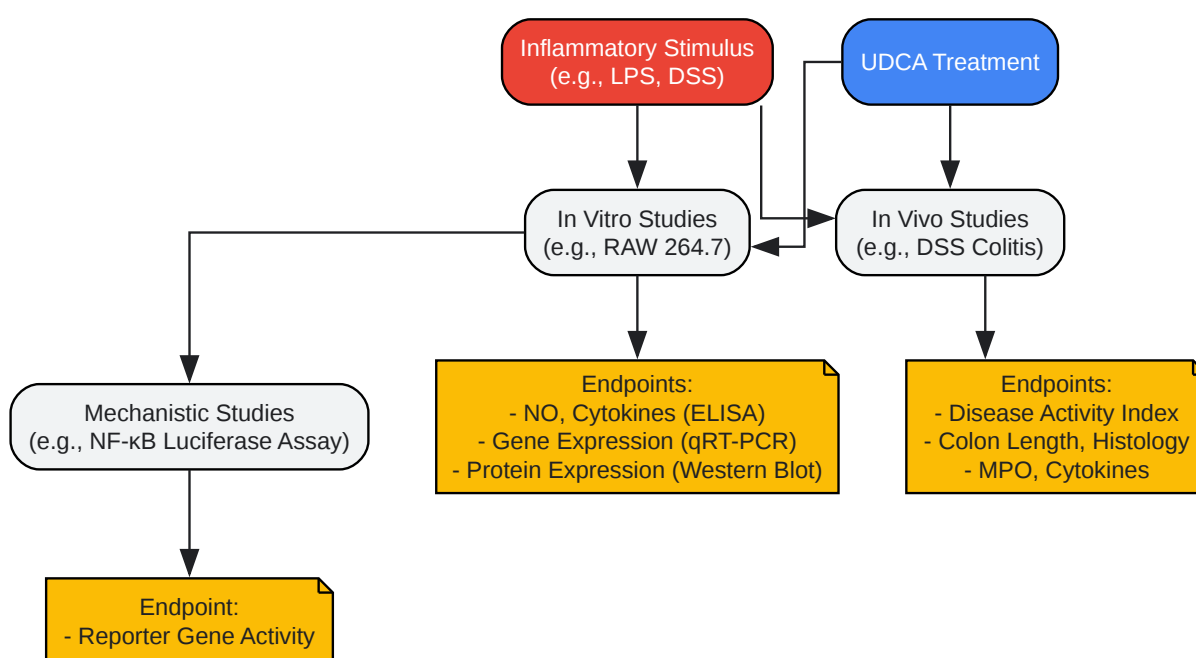 Inflammatory Stimulus
(e.g., LPS, DSS)
UDCA Treatment
In Vitro Studies
(e.g., RAW 264.7)
In Vivo Studies
(e.g., DSS Colitis)
Mechanistic Studies
(e.g., NF-κB Luciferase Assay)
Endpoints:
- NO, Cytokines (ELISA)
- Gene Expression (qRT-PCR)
- Protein Expression (Western Blot)
Endpoints:
- Disease Activity Index
- Colon Length, Histology
- MPO, Cytokines
Endpoint:
- Reporter Gene Activity